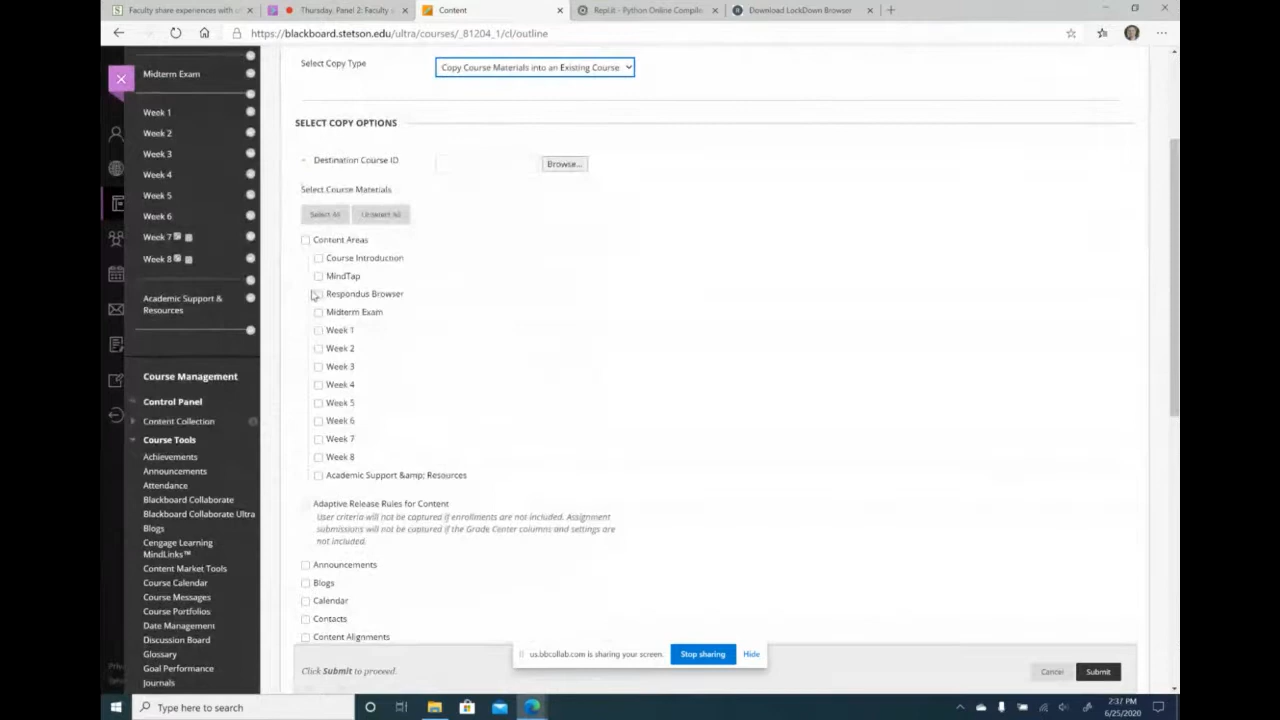 Faculty share experiences with
Thursday, Panel 2: Faculty s
Content
Repl.it - Python Online Compile
Download LockDown Browser
https://blackboard.stetson.edu/ultra/courses/_81204_1/cl/outline
Midterm Exam
Week 1
Week 2
Week 3
Week 4
Week 5
Week 6
Week 7
Week 8
Academic Support &
Resources
Course Management
Control Panel
Content Collection
Course Tools
Achievements
Announcements
Attendance
Blackboard Collaborate
Blackboard Collaborate Ultra
Blogs
Cengage Learning
MindLinks™
Content Market Tools
Course Calendar
Course Messages
Course Portfolios
Date Management
Discussion Board
Glossary
Goal Performance
Journals
Select Copy Type
Copy Course Materials into an Existing Course
SELECT COPY OPTIONS
Destination Course ID
Browse...
Select Course Materials
Select All
Unselect All
Content Areas
Course Introduction
MindTap
Respondus Browser
Midterm Exam
Week 1
Week 2
Week 3
Week 4
Week 5
Week 6
Week 7
Week 8
Academic Support &amp; Resources
Adaptive Release Rules for Content
User criteria will not be captured if enrollments are not included. Assignment
submissions will not be captured if the Grade Center columns and settings are
not included.
Announcements
Blogs
Calendar
Contacts
Content Alignments
us.bbcollab.com is sharing your screen.
Stop sharing
Hide
Click Submit to proceed.
Cancel
Submit
Type here to search
2:37 PM
6/25/2020